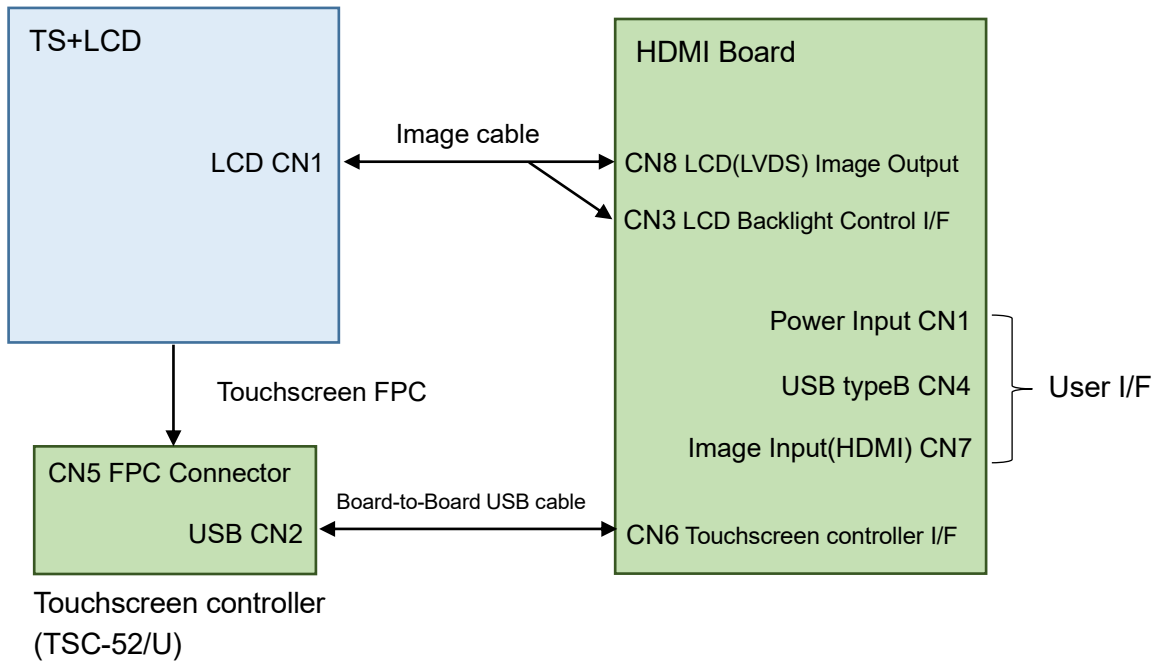 TS+LCD
LCD CN1
Image cable
HDMI Board
CN8 LCD(LVDS) Image Output
CN3 LCD Backlight Control I/F
Power Input CN1
USB typeB CN4
Image Input(HDMI) CN7
User I/F
Touchscreen FPC
CN5 FPC Connector
USB CN2
Board-to-Board USB cable
CN6 Touchscreen controller I/F
Touchscreen controller
(TSC-52/U)